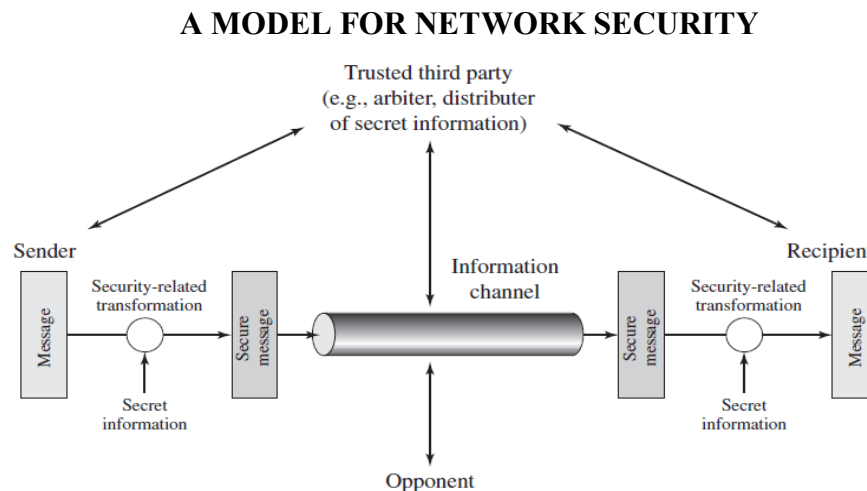 A MODEL FOR NETWORK SECURITY
Trusted third party
(e.g., arbiter, distributer
of secret information)
Sender
Recipient
Information
channel
Security-related
transformation
Security-related
transformation
Message
Secure
message
Secure
message
Message
Secret
information
Secret
information
Opponent